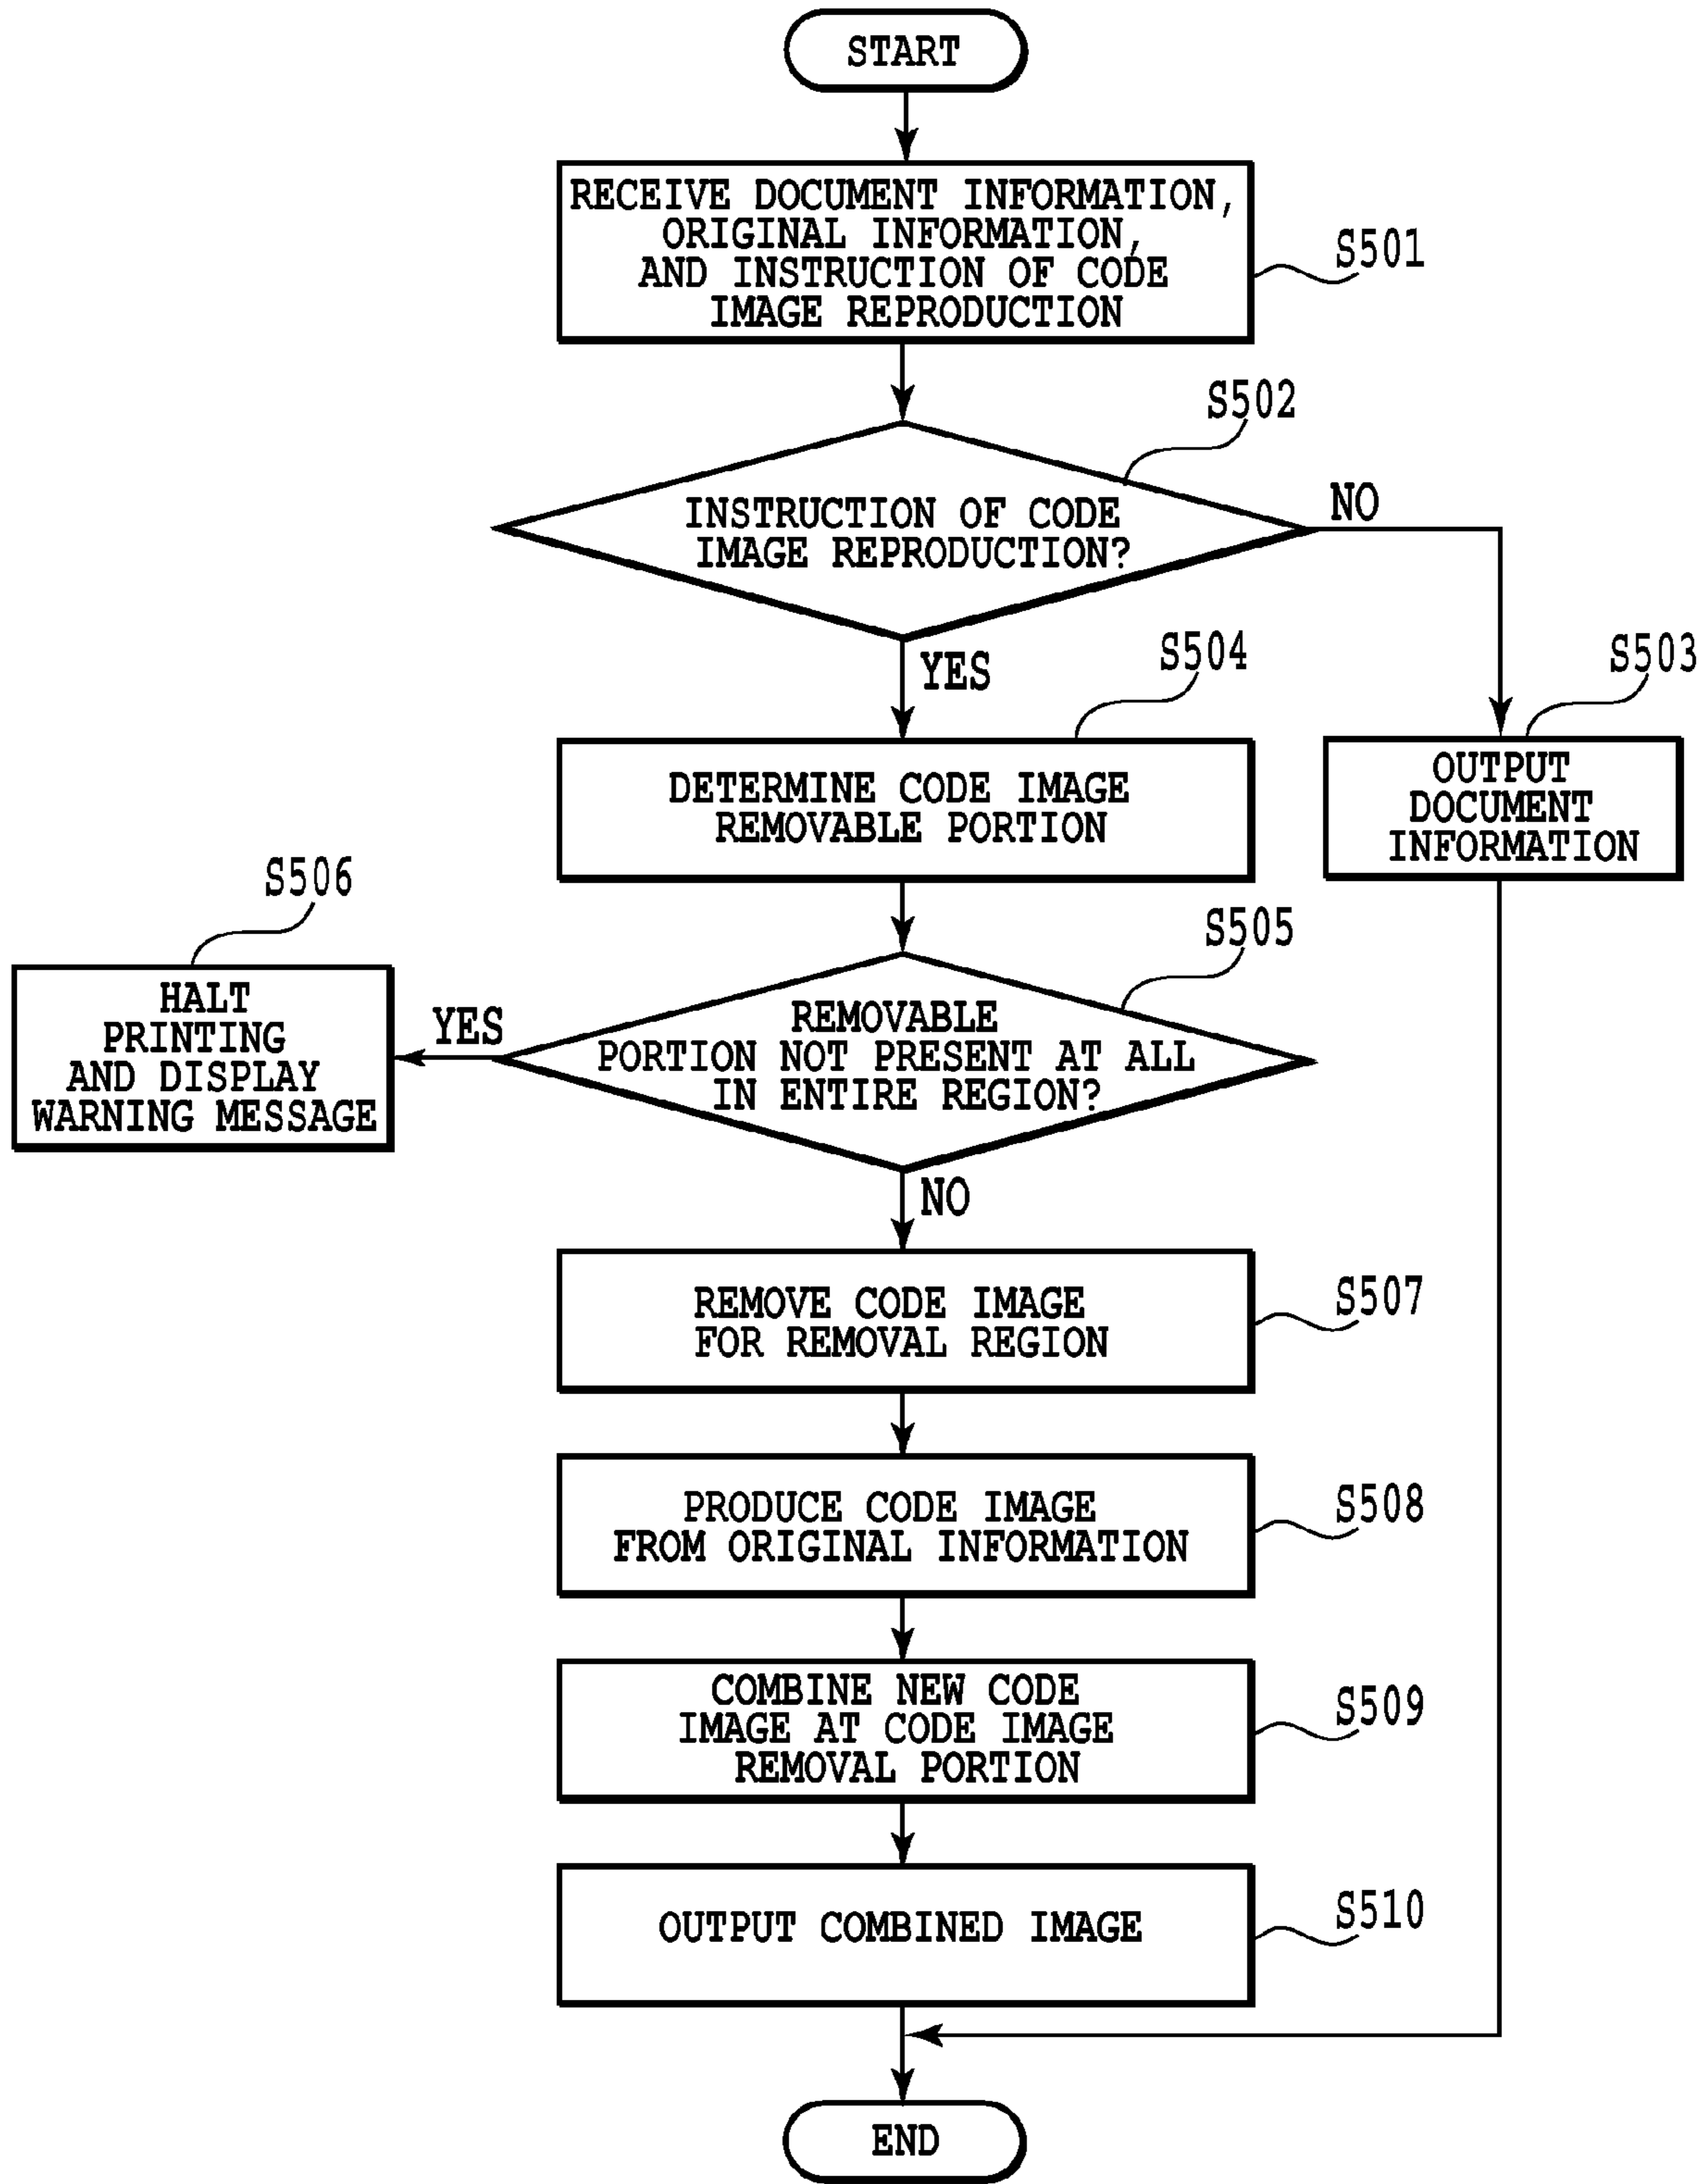 START
RECEIVE DOCUMENT INFORMATION,
ORIGINAL INFORMATION,
AND INSTRUCTION OF CODE
IMAGE REPRODUCTION
S501
S502
INSTRUCTION OF CODE
IMAGE REPRODUCTION?
NO
YES
S504
S503
DETERMINE CODE IMAGE
REMOVABLE PORTION
OUTPUT
DOCUMENT
INFORMATION
S506
S505
HALT
PRINTING
AND DISPLAY
WARNING MESSAGE
YES
REMOVABLE
PORTION NOT PRESENT AT ALL
IN ENTIRE REGION?
NO
REMOVE CODE IMAGE
FOR REMOVAL REGION
S507
PRODUCE CODE IMAGE
FROM ORIGINAL INFORMATION
S508
COMBINE NEW CODE
IMAGE AT CODE IMAGE
REMOVAL PORTION
S509
OUTPUT COMBINED IMAGE
S510
END